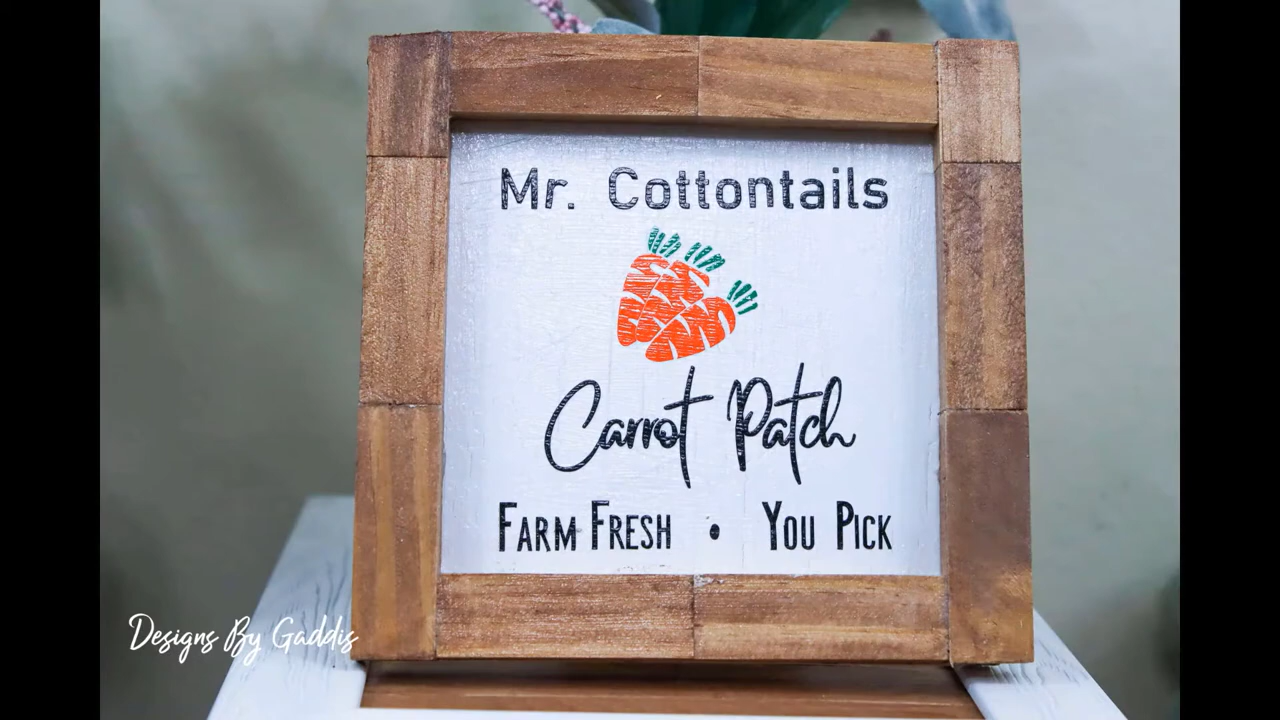 Mr. Cottontails
Carrot Patch
FARM FRESH • YOU PICK
Designs By Gaddis